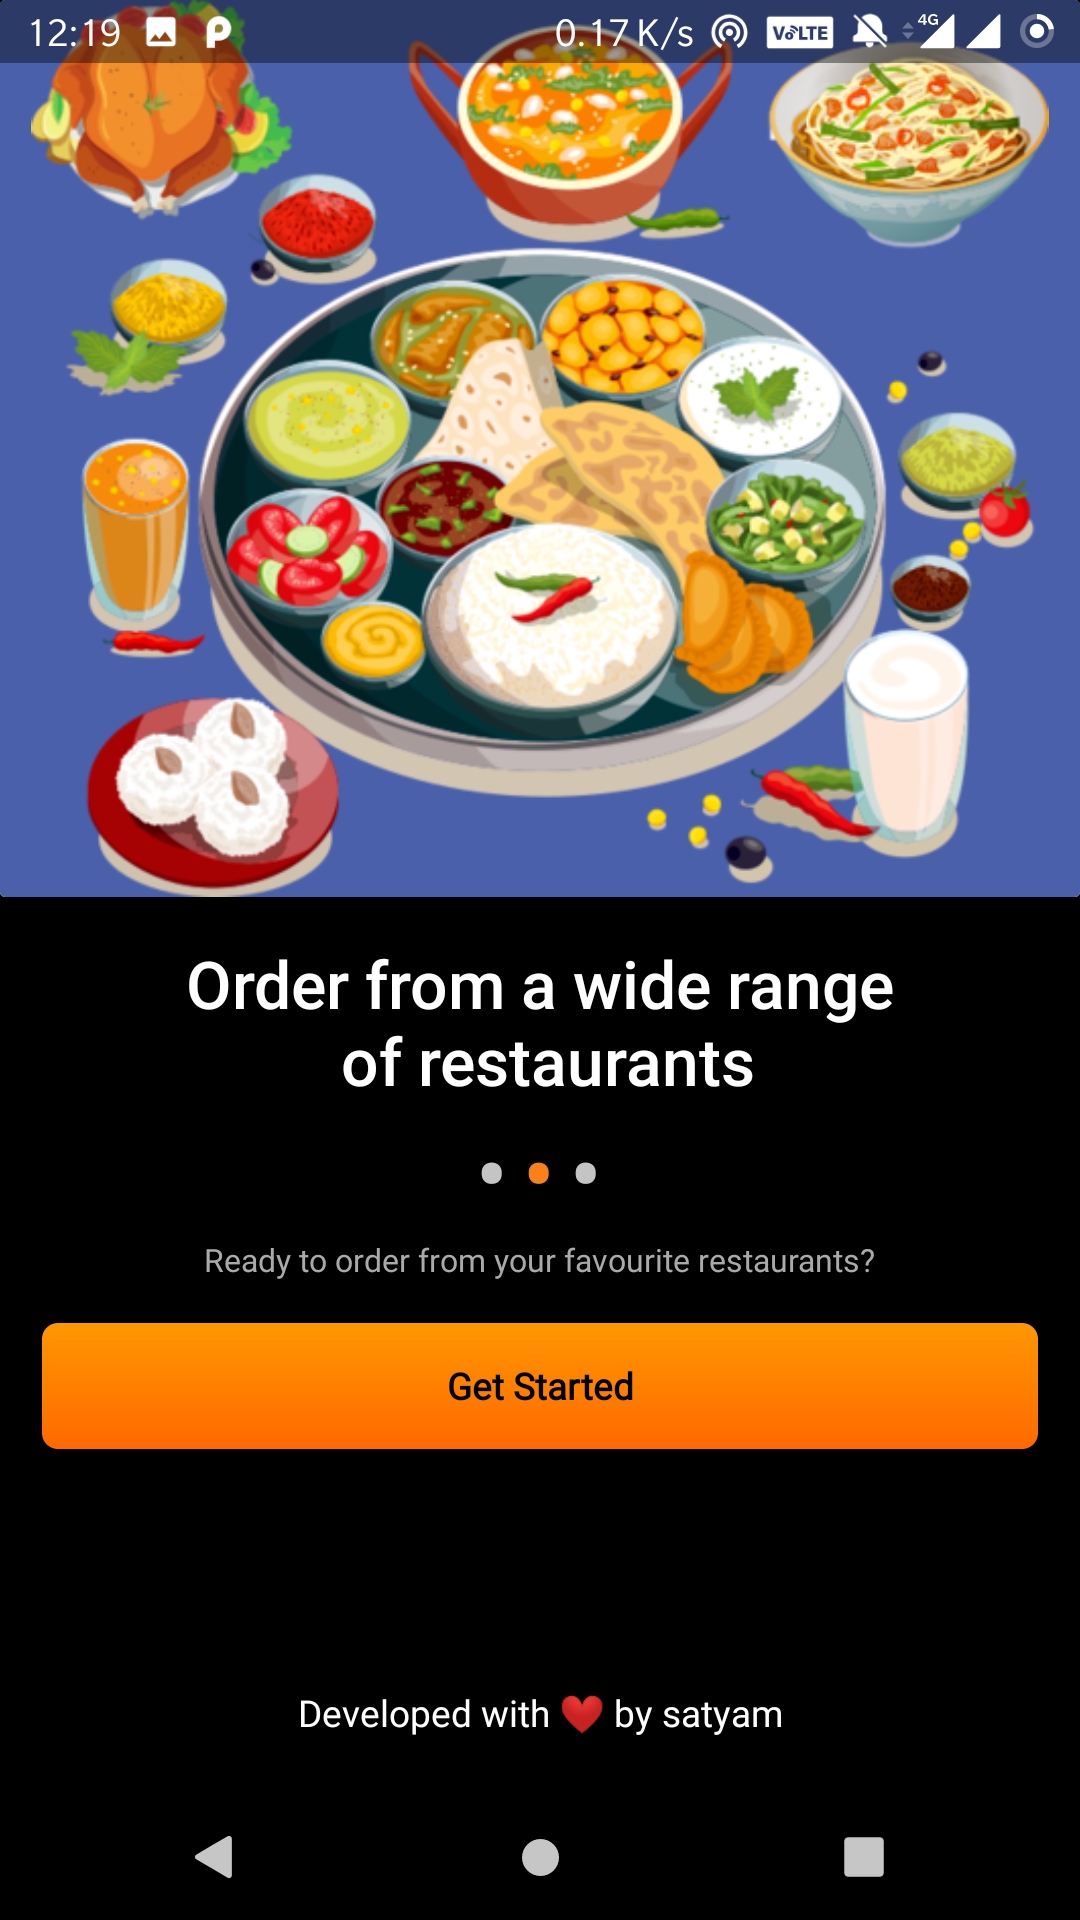 12:19 0.17 K/s VoLTE 4G
Order from a wide range
of restaurants
Ready to order from your favourite restaurants?
Get Started
Developed with ❤ by satyam